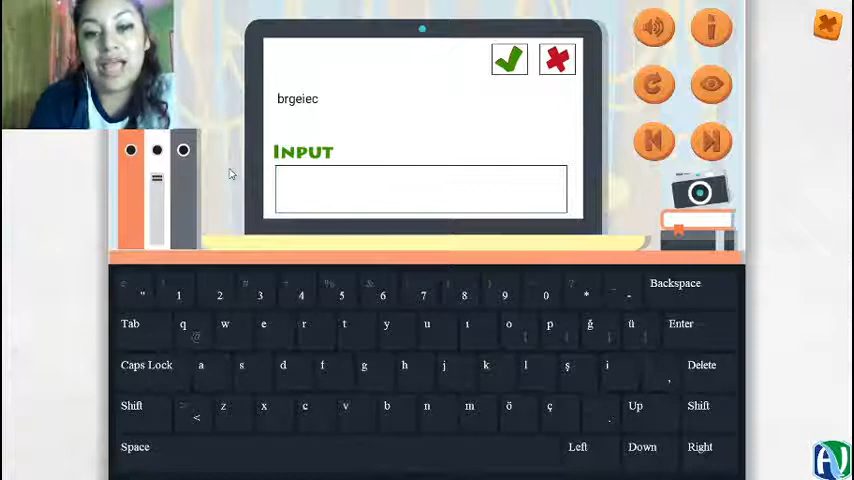 brgeiec
INPUT
" 1 2 3 4 5 6 7 8 9 0 * - Backspace
Tab q w e r t y u ı o p ğ ü Enter
@
Caps Lock a s d f g h j k l ş i , Delete
Shift < z x c v b n m ö ç . Up Shift
Space Left Down Right